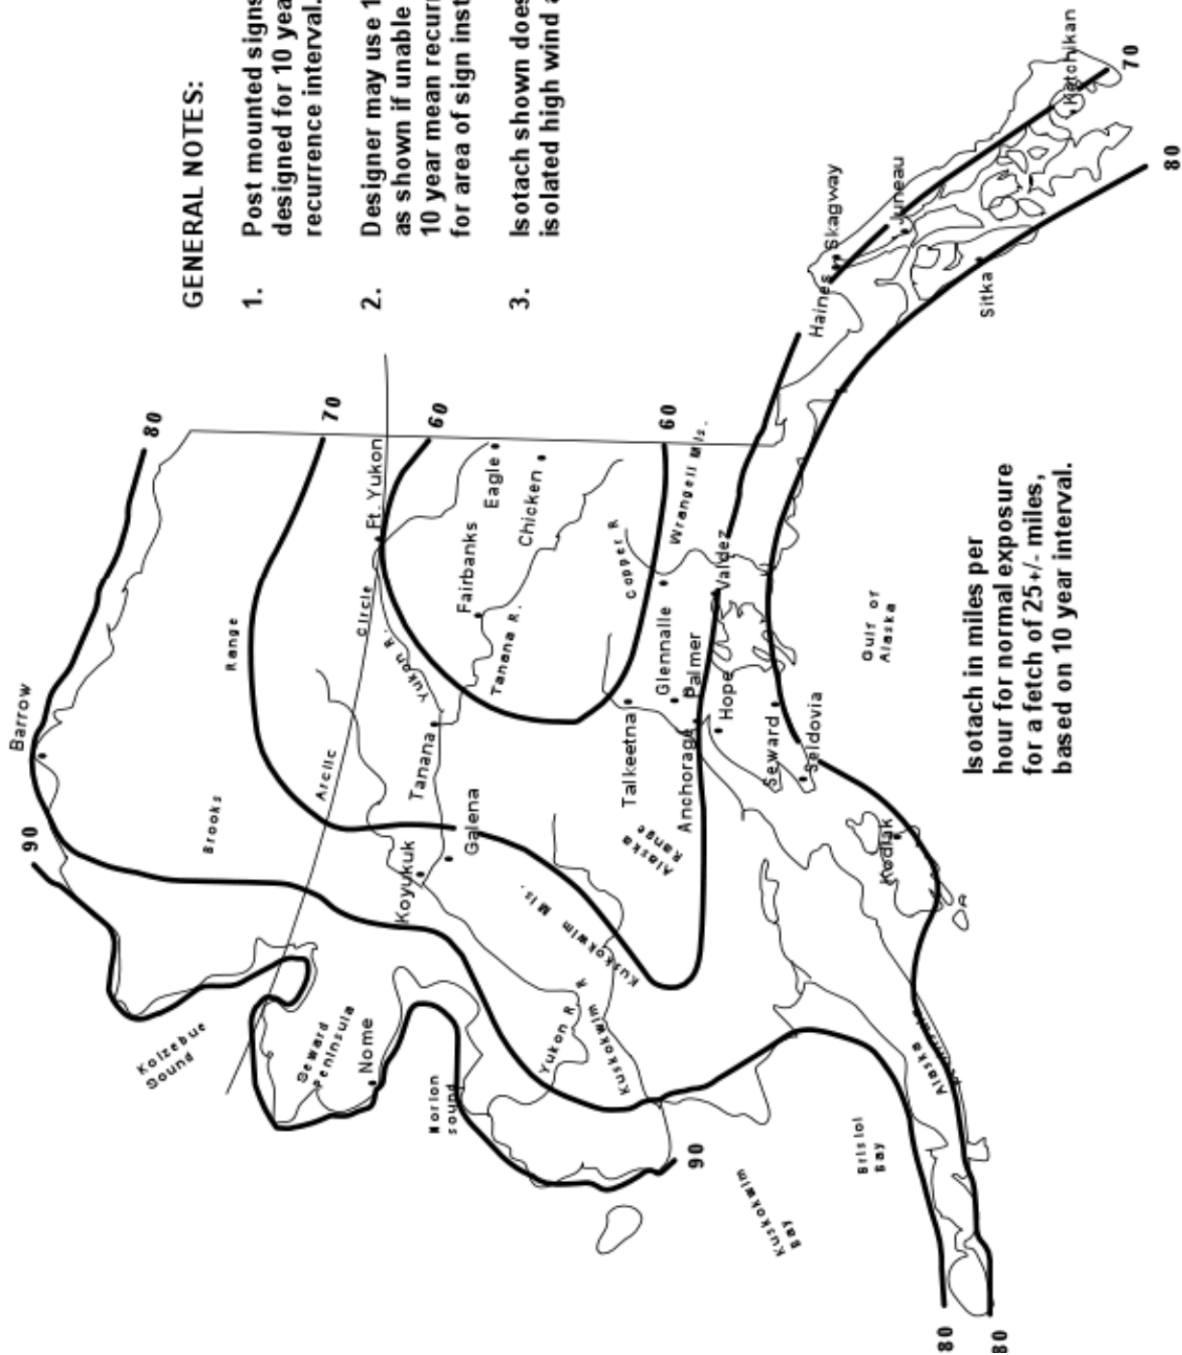 GENERAL NOTES:
1. Post mounted signs
designed for 10 yea
recurrence interval.
2. Designer may use 1
as shown if unable
10 year mean recurr
for area of sign inst
3. Isotach shown does
isolated high wind a
Barrow
90
80
70
60
60
Kotzebue
Sound
Brooks
Range
Arctic
Circle
Ft. Yukon
Seward
Peninsula
Nome
Norton
sound
Koyukuk
Galena
Tanana
Yukon R.
Tanana R.
Fairbanks
Eagle
Chicken
Yukon R
Kuskokwim R
Kuskokwim Mts.
Alaska
Range
Talkeetna
Glennalle
Copper R
Wrangell Mts.
Palmer
Anchorage
Hope
Valdez
Seward
Seldovia
Kodiak
Gulf of
Alaska
90
Kuskokwim
Bay
Bristol
Bay
Alaska
80
80
Haines
Skagway
Juneau
Sitka
Ketchikan
70
80
Isotach in miles per
hour for normal exposure
for a fetch of 25+/- miles,
based on 10 year interval.